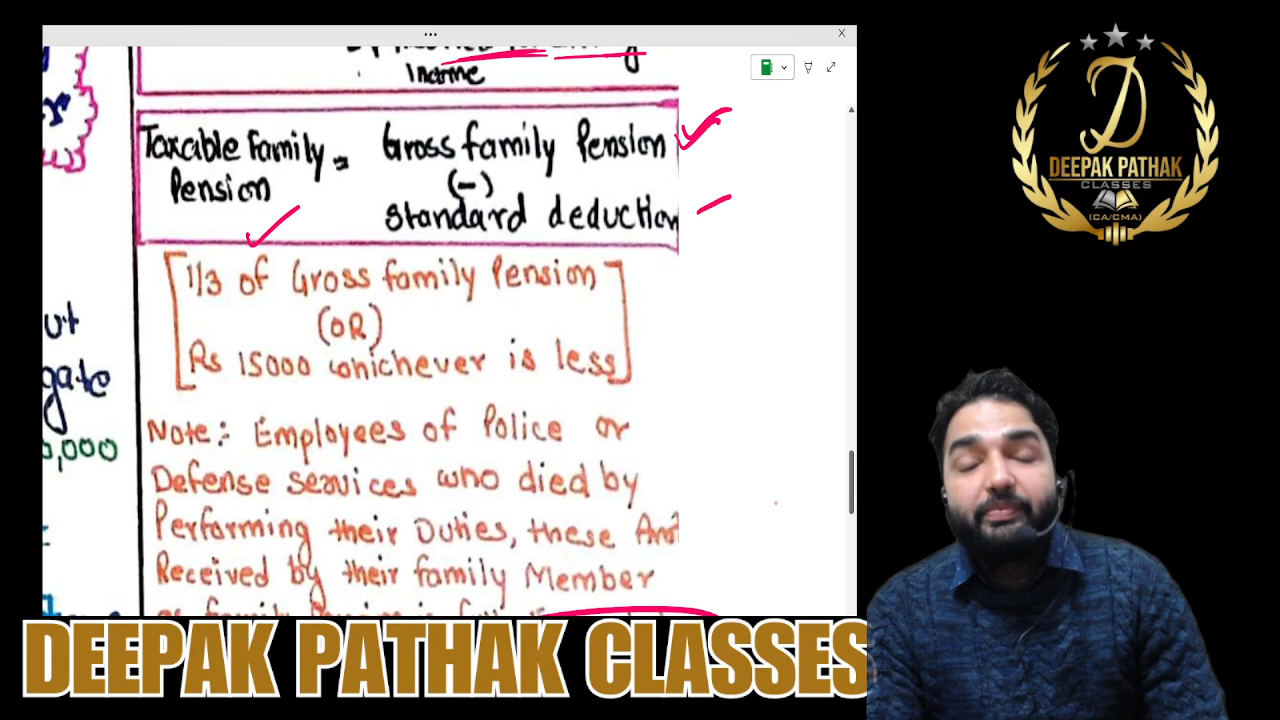 Income
Taxable Family = Gross family Pension
Pension
(-)
Standard deduction
[1/3 of Gross family Pension
(OR)
Rs 15000 whichever is less]
Note:- Employees of Police or
Defense services who died by
Performing their Duties, these Amt
Received by their family Member
ut
gate
0,000
D
DEEPAK PATHAK
CLASSES
(CA/CMA)
DEEPAK PATHAK CLASSES